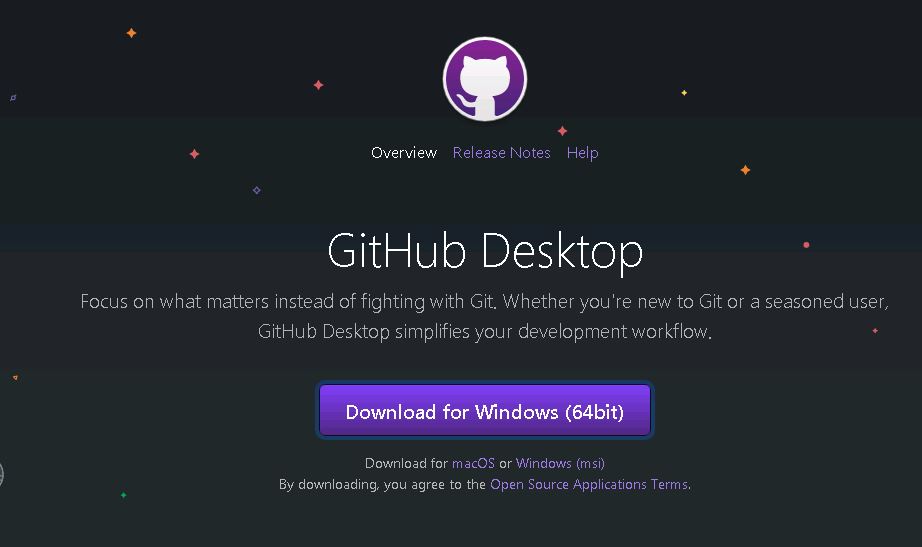 Overview Release Notes Help
GitHub Desktop
Focus on what matters instead of fighting with Git. Whether you're new to Git or a seasoned user,
GitHub Desktop simplifies your development workflow.
Download for Windows (64bit)
Download for macOS or Windows (msi)
By downloading, you agree to the Open Source Applications Terms.